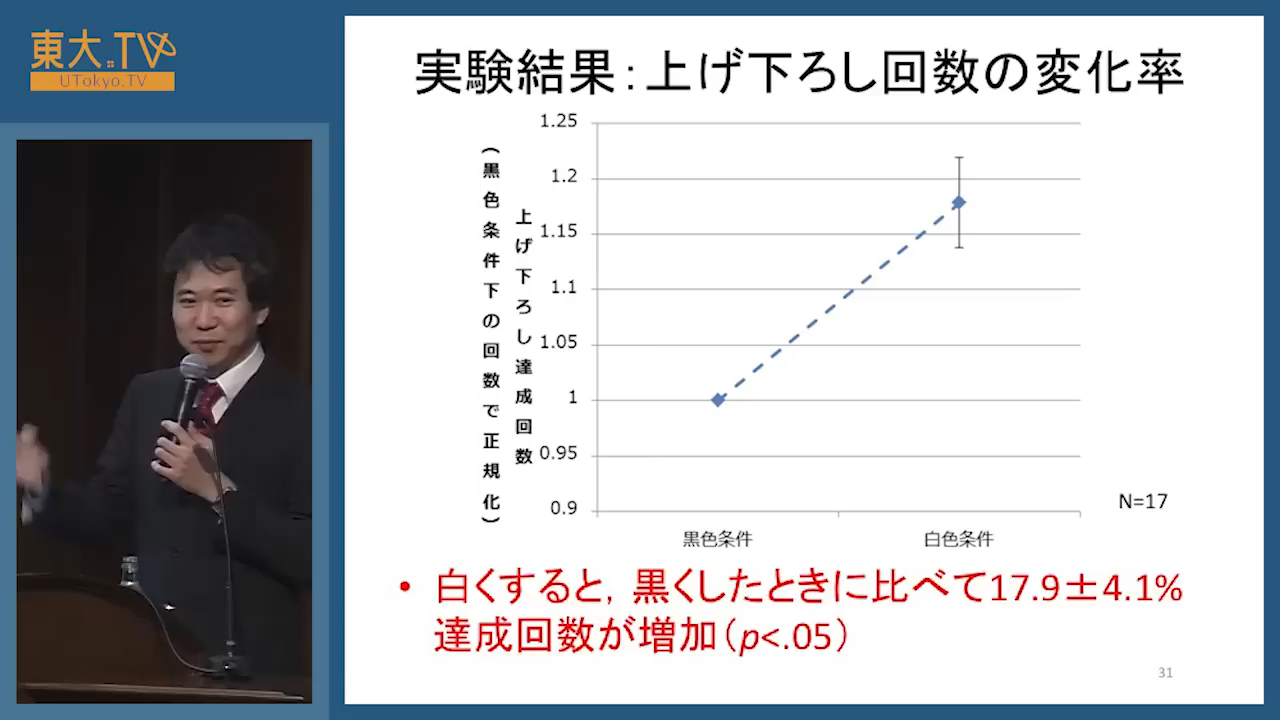 東大.TV
UTokyo.TV
実験結果：上げ下ろし回数の変化率
上げ下ろし達成回数
（黒色条件下の回数で正規化）
1.25
1.2
1.15
1.1
1.05
1
0.95
0.9
黒色条件
白色条件
N=17
• 白くすると，黒くしたときに比べて17.9±4.1%
達成回数が増加（p<.05）
31